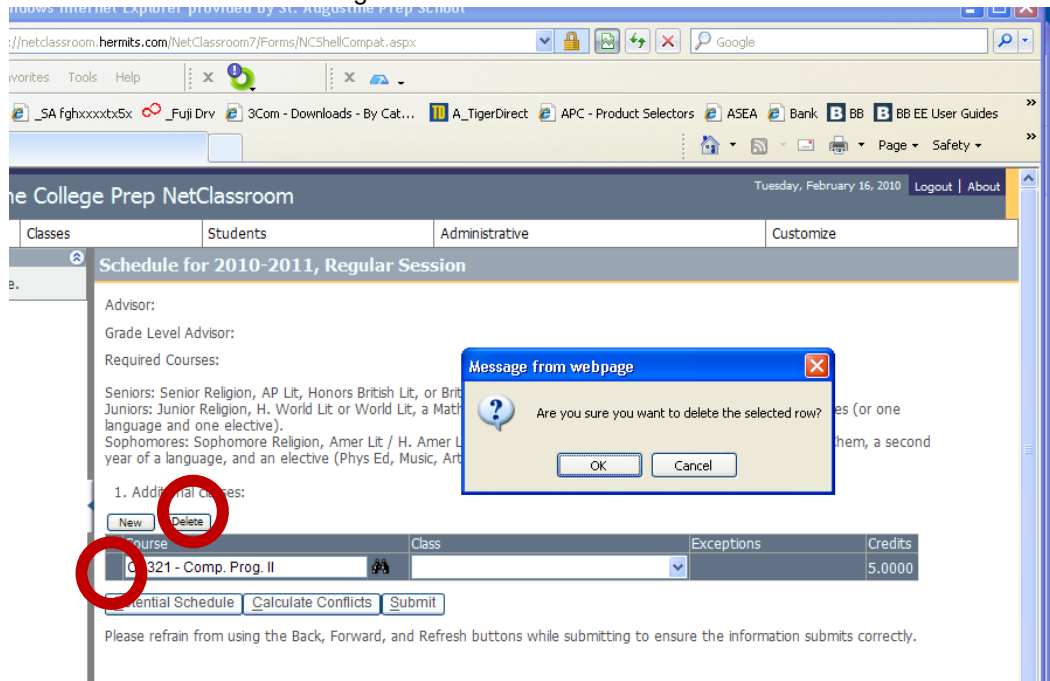 indows Internet Explorer provided by St. Augustine Prep School
://netclassroom.hermits.com/NetClassroom7/Forms/NCShellCompat.aspx
Google
avorites Tools Help x x
_SA fghxxxxtx5x _Fuji Drv 3Com - Downloads - By Cat... TD A_TigerDirect APC - Product Selectors ASEA Bank B BB B BB EE User Guides »
Page Safety »
ne College Prep NetClassroom
Tuesday, February 16, 2010 Logout | About
Classes Students Administrative Customize
Schedule for 2010-2011, Regular Session
e.
Advisor:
Grade Level Advisor:
Required Courses:
Message from webpage
Are you sure you want to delete the selected row?
OK Cancel
Seniors: Senior Religion, AP Lit, Honors British Lit, or Brit
Juniors: Junior Religion, H. World Lit or World Lit, a Math es (or one
language and one elective).
Sophomores: Sophomore Religion, Amer Lit / H. Amer L hem, a second
year of a language, and an elective (Phys Ed, Music, Art
1. Additional classes:
New Delete
Course Class Exceptions Credits
321 - Comp. Prog. II 5.0000
Potential Schedule Calculate Conflicts Submit
Please refrain from using the Back, Forward, and Refresh buttons while submitting to ensure the information submits correctly.